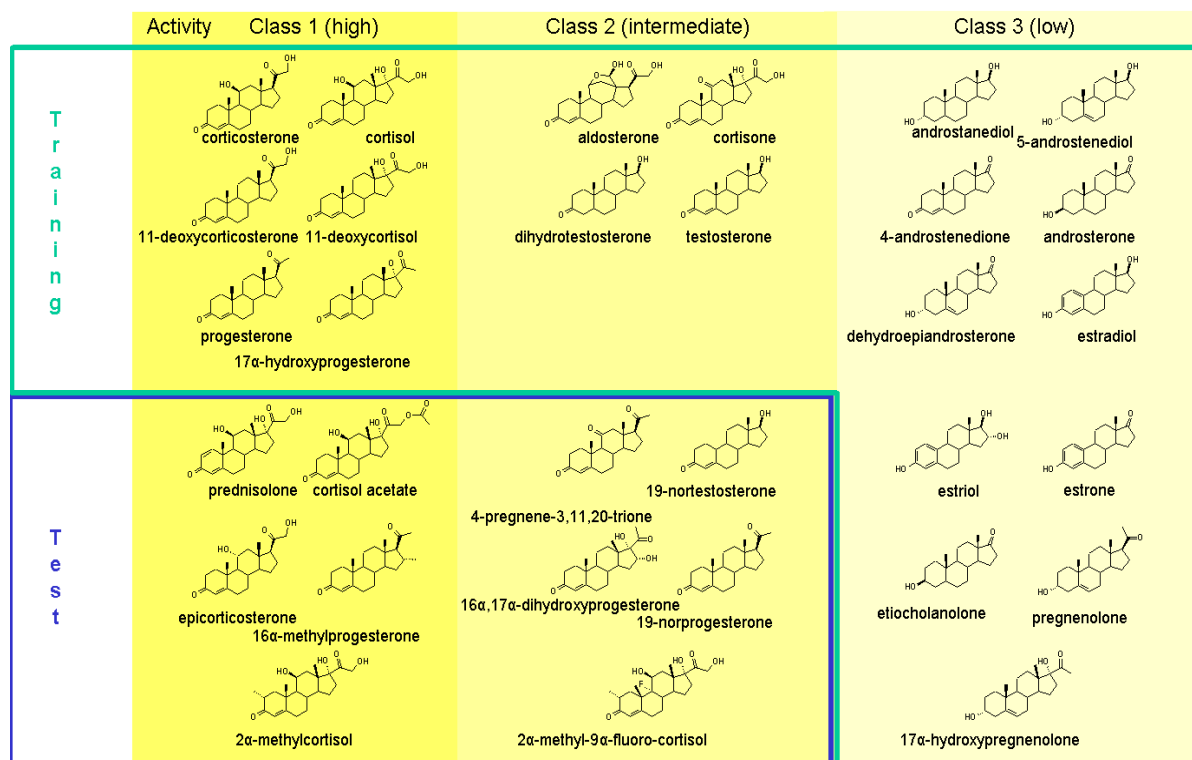 Activity Class 1 (high) Class 2 (intermediate) Class 3 (low)
Training
corticosterone cortisol aldosterone cortisone androstanediol 5-androstenediol
11-deoxycorticosterone 11-deoxycortisol dihydrotestosterone testosterone 4-androstenedione androsterone
progesterone dehydroepiandrosterone estradiol
17α-hydroxyprogesterone
Test
prednisolone cortisol acetate 19-nortestosterone estriol estrone
4-pregnene-3,11,20-trione
epicorticosterone 16α-methylprogesterone 16α,17α-dihydroxyprogesterone 19-norprogesterone etiocholanolone pregnenolone
2α-methylcortisol 2α-methyl-9α-fluoro-cortisol 17α-hydroxypregnenolone